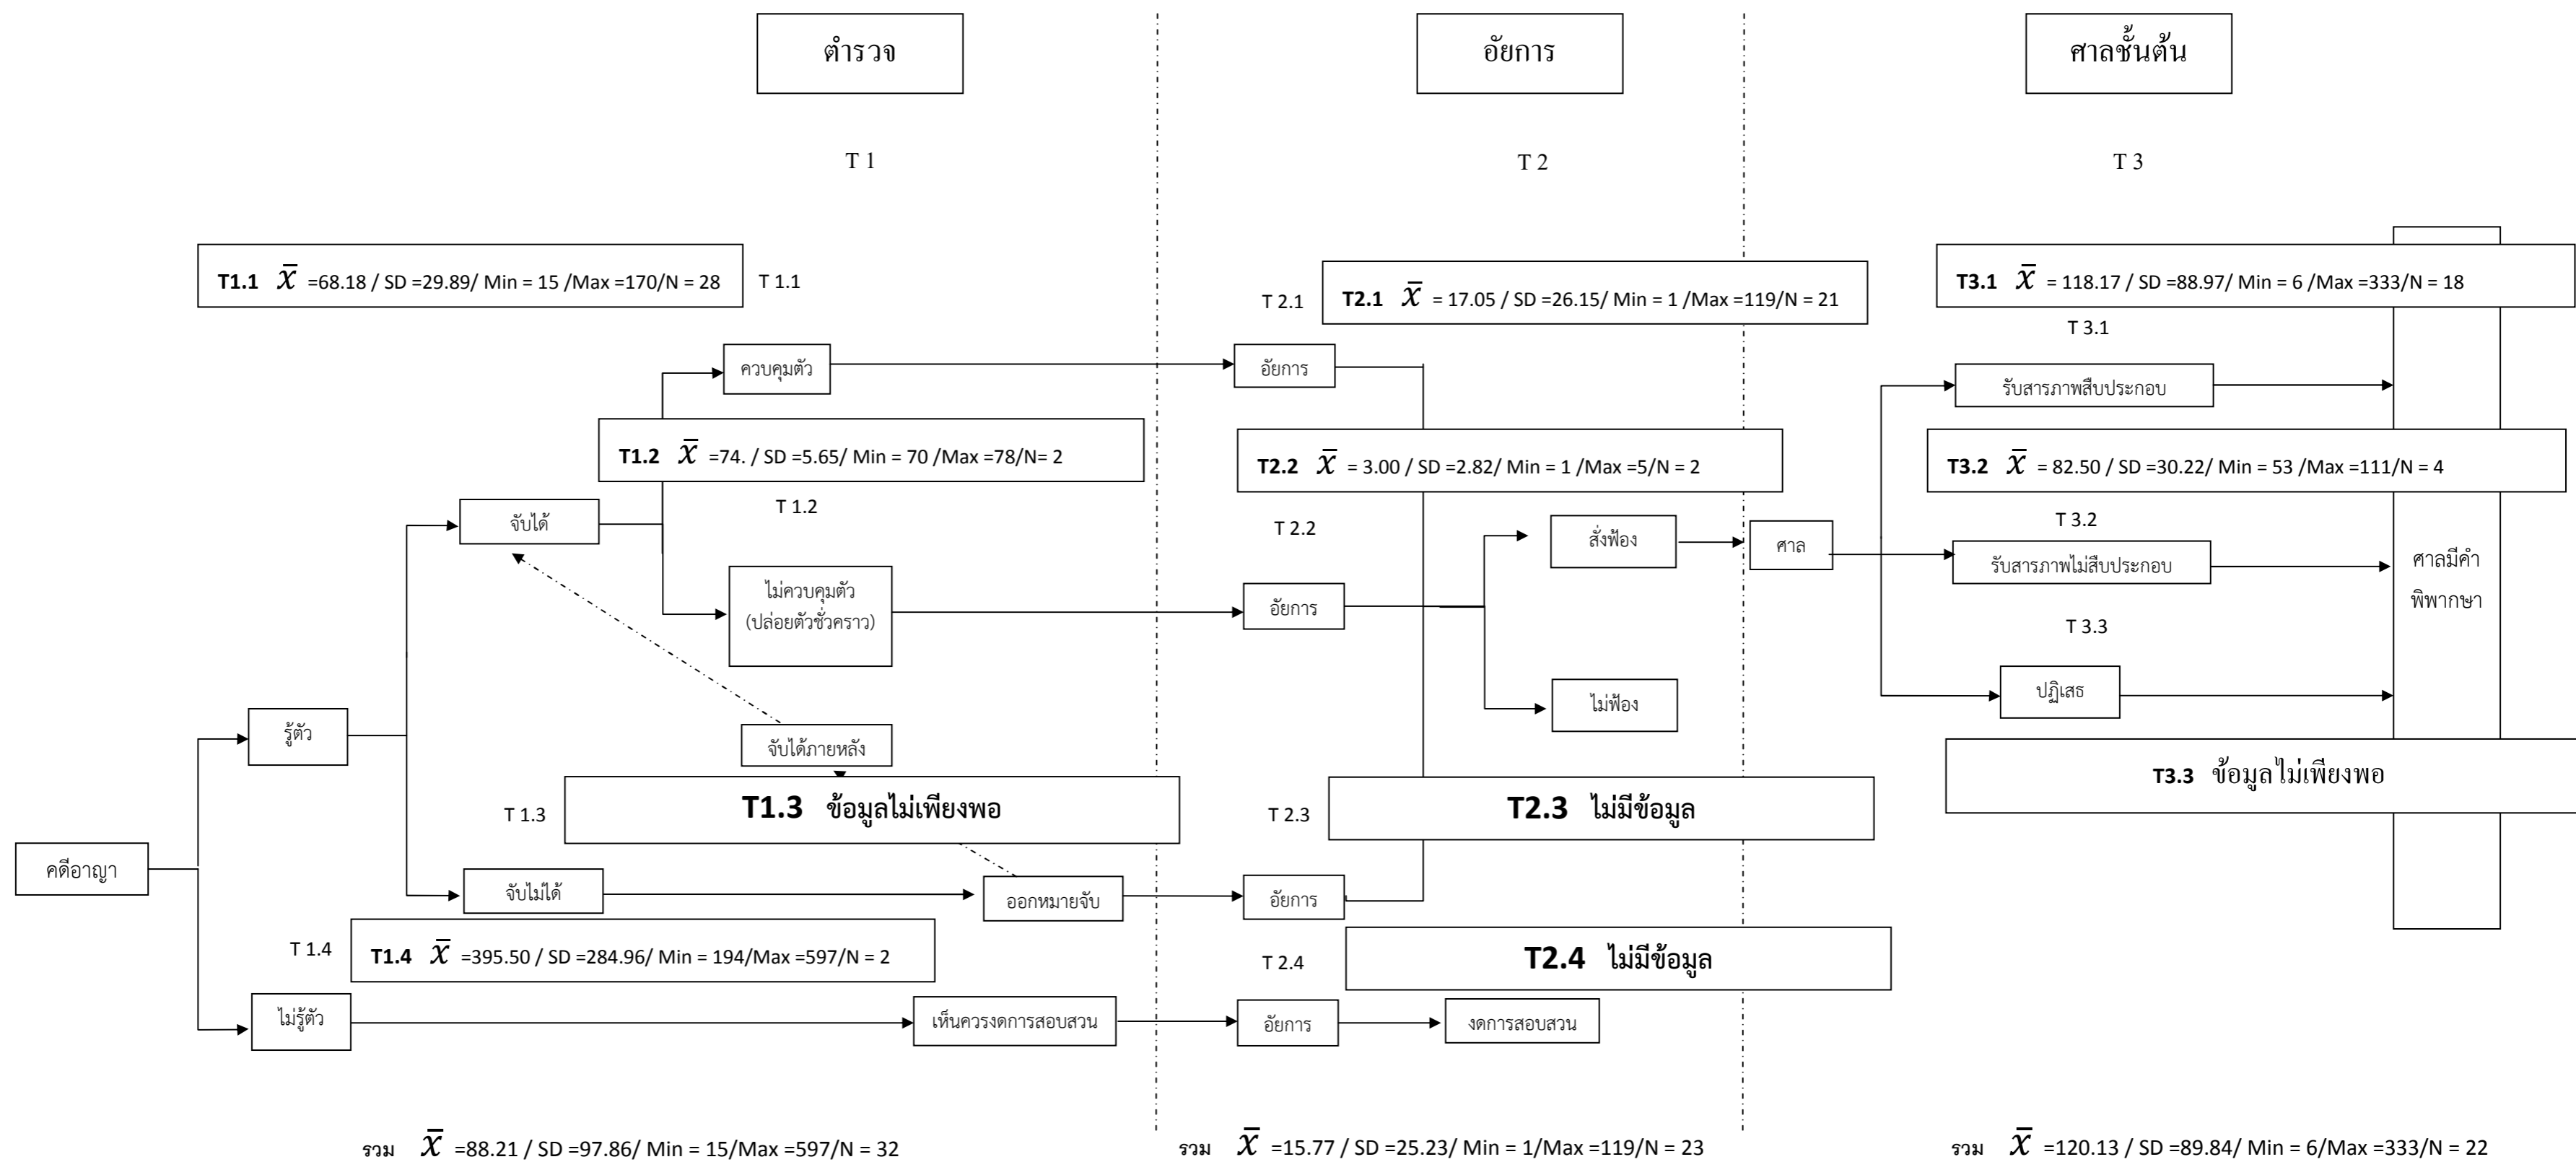 ตำรวจ
อัยการ
ศาลชั้นต้น
T 1
T 2
T 3
T1.1 x̄ =68.18 / SD =29.89/ Min = 15 /Max =170/N = 28
T 1.1
T 2.1
T2.1 x̄ = 17.05 / SD =26.15/ Min = 1 /Max =119/N = 21
T3.1 x̄ = 118.17 / SD =88.97/ Min = 6 /Max =333/N = 18
T 3.1
ควบคุมตัว
อัยการ
รับสารภาพสืบประกอบ
T1.2 x̄ =74. / SD =5.65/ Min = 70 /Max =78/N= 2
T2.2 x̄ = 3.00 / SD =2.82/ Min = 1 /Max =5/N = 2
T3.2 x̄ = 82.50 / SD =30.22/ Min = 53 /Max =111/N = 4
T 1.2
T 2.2
T 3.2
จับได้
สั่งฟ้อง
ศาล
รับสารภาพไม่สืบประกอบ
ศาลมีคำ
พิพากษา
ไม่ควบคุมตัว
(ปล่อยตัวชั่วคราว)
อัยการ
T 3.3
ปฏิเสธ
ไม่ฟ้อง
รู้ตัว
จับได้ภายหลัง
T3.3 ข้อมูลไม่เพียงพอ
T 1.3
T1.3 ข้อมูลไม่เพียงพอ
T 2.3
T2.3 ไม่มีข้อมูล
คดีอาญา
จับไม่ได้
ออกหมายจับ
อัยการ
T 1.4
T1.4 x̄ =395.50 / SD =284.96/ Min = 194/Max =597/N = 2
T 2.4
T2.4 ไม่มีข้อมูล
ไม่รู้ตัว
เห็นควรงดการสอบสวน
อัยการ
งดการสอบสวน
รวม x̄ =88.21 / SD =97.86/ Min = 15/Max =597/N = 32
รวม x̄ =15.77 / SD =25.23/ Min = 1/Max =119/N = 23
รวม x̄ =120.13 / SD =89.84/ Min = 6/Max =333/N = 22